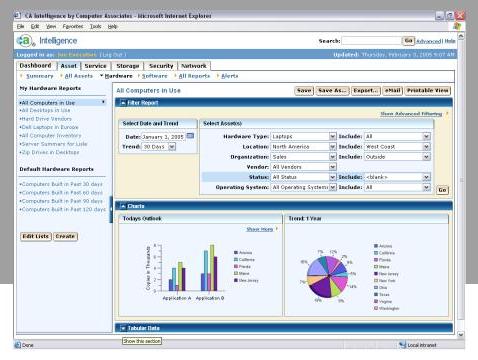 CA Intelligence by Computer Associates - Microsoft Internet Explorer
File Edit View Favorites Tools Help
ca Intelligence
Search: Go Advanced| Help
Logged in as: Jim Executive [Log Out]
Updated: Thursday, February 3, 2005 9:07 AM
Dashboard Asset Service Storage Security Network
Summary All Assets Hardware Software All Reports Alerts
My Hardware Reports
All Computers in Use
All Desktops in Use
Hard Drive Vendors
Dell Laptops in Europe
All Computer Inventory
Server Summary for Lisle
Zip Drives in Desktops
Default Hardware Reports
Computers Built in Past 30 days
Computers Built in Past 60 days
Computers Built in Past 90 days
Computers Built in Past 120 days
Edit Lists Create
All Computers in Use
Save Save As... Export... eMail Printable View
Filter Report
Show Advanced Filtering
Select Date and Trend
Date: January 3, 2005
Trend: 30 Days
Select Asset(s)
Hardware Type: Laptops Include: All
Location: North America Include: West Coast
Organization: Sales Include: Outside
Vendor: All Vendors
Status: All Status Include: <blank>
Operating System: All Operating Systems Include: All
Go
Charts
Todays Outlook
Show More
Copies in Thousands
Application A Application B
Arizona
California
Florida
Maine
New Jersey
Trend: 1 Year
Arizona
California
Florida
Maine
New Jersey
New York
Ohio
Texas
Virginia
Washington
Tabular Data
Show this section
Done
Local intranet